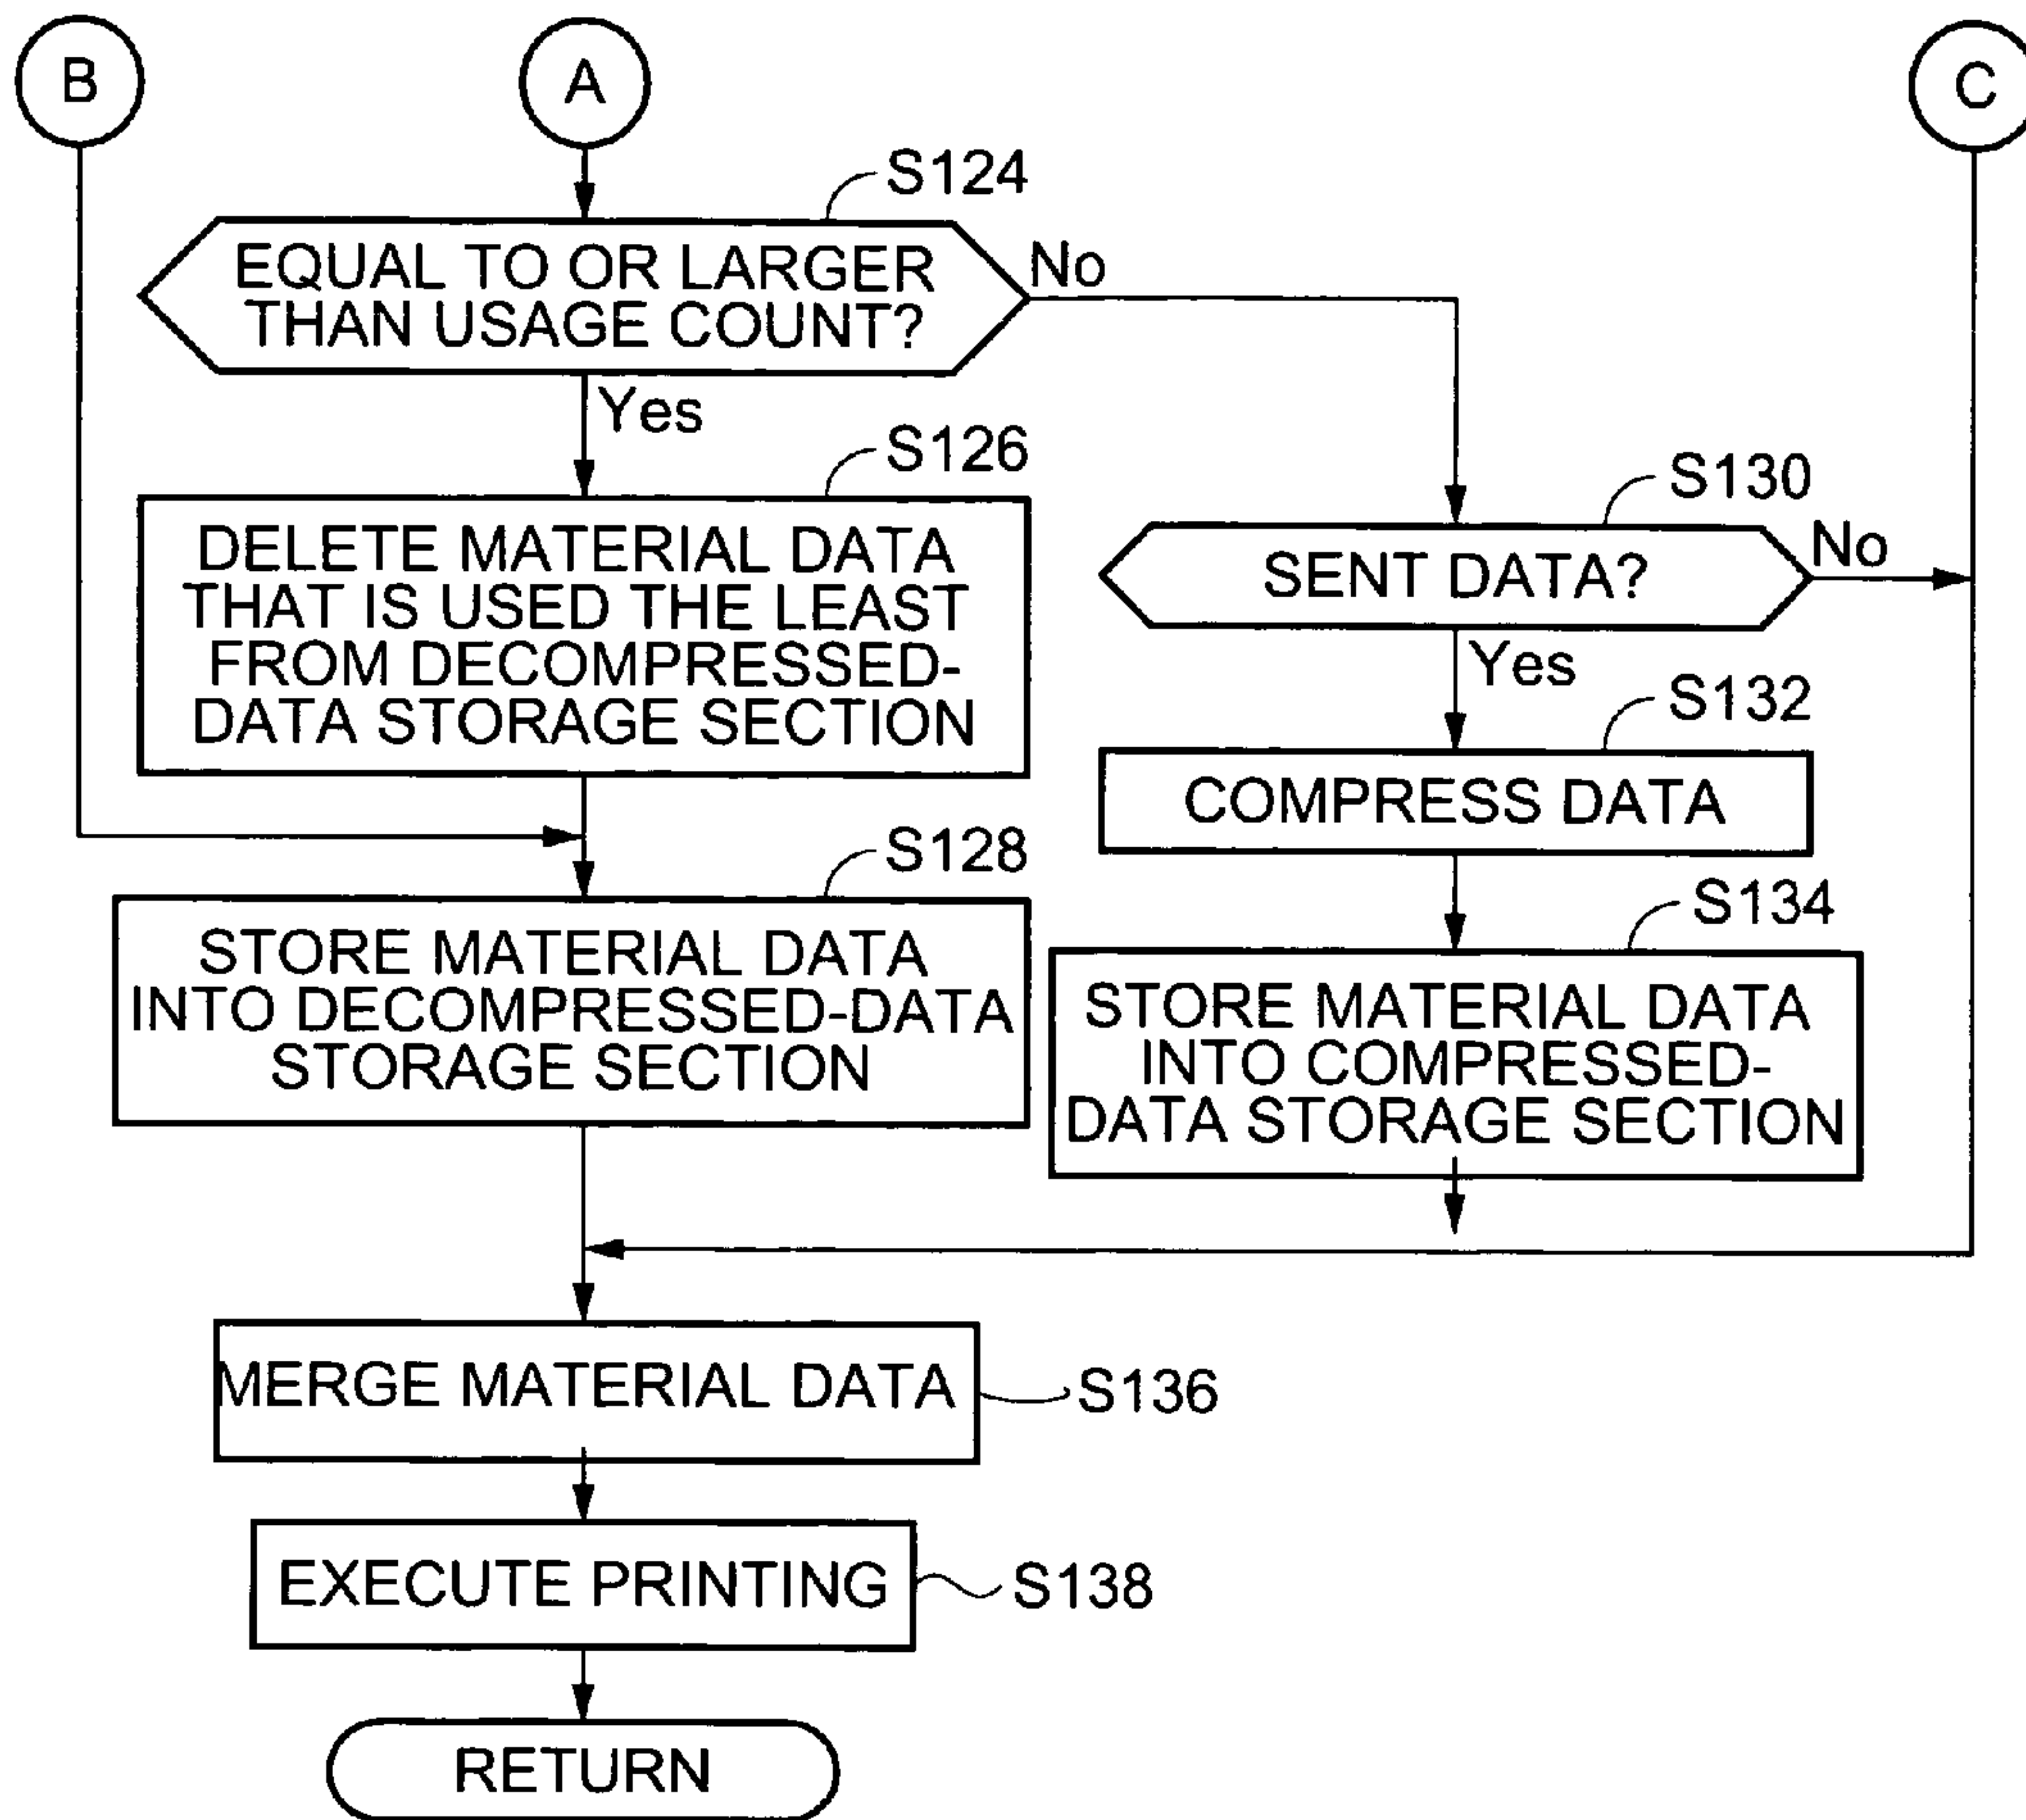 B
A
C
S124
EQUAL TO OR LARGER
THAN USAGE COUNT?
No
Yes
S126
DELETE MATERIAL DATA
THAT IS USED THE LEAST
FROM DECOMPRESSED-
DATA STORAGE SECTION
S130
SENT DATA?
No
Yes
S132
COMPRESS DATA
S128
STORE MATERIAL DATA
INTO DECOMPRESSED-DATA
STORAGE SECTION
S134
STORE MATERIAL DATA
INTO COMPRESSED-
DATA STORAGE SECTION
MERGE MATERIAL DATA
S136
EXECUTE PRINTING
S138
RETURN